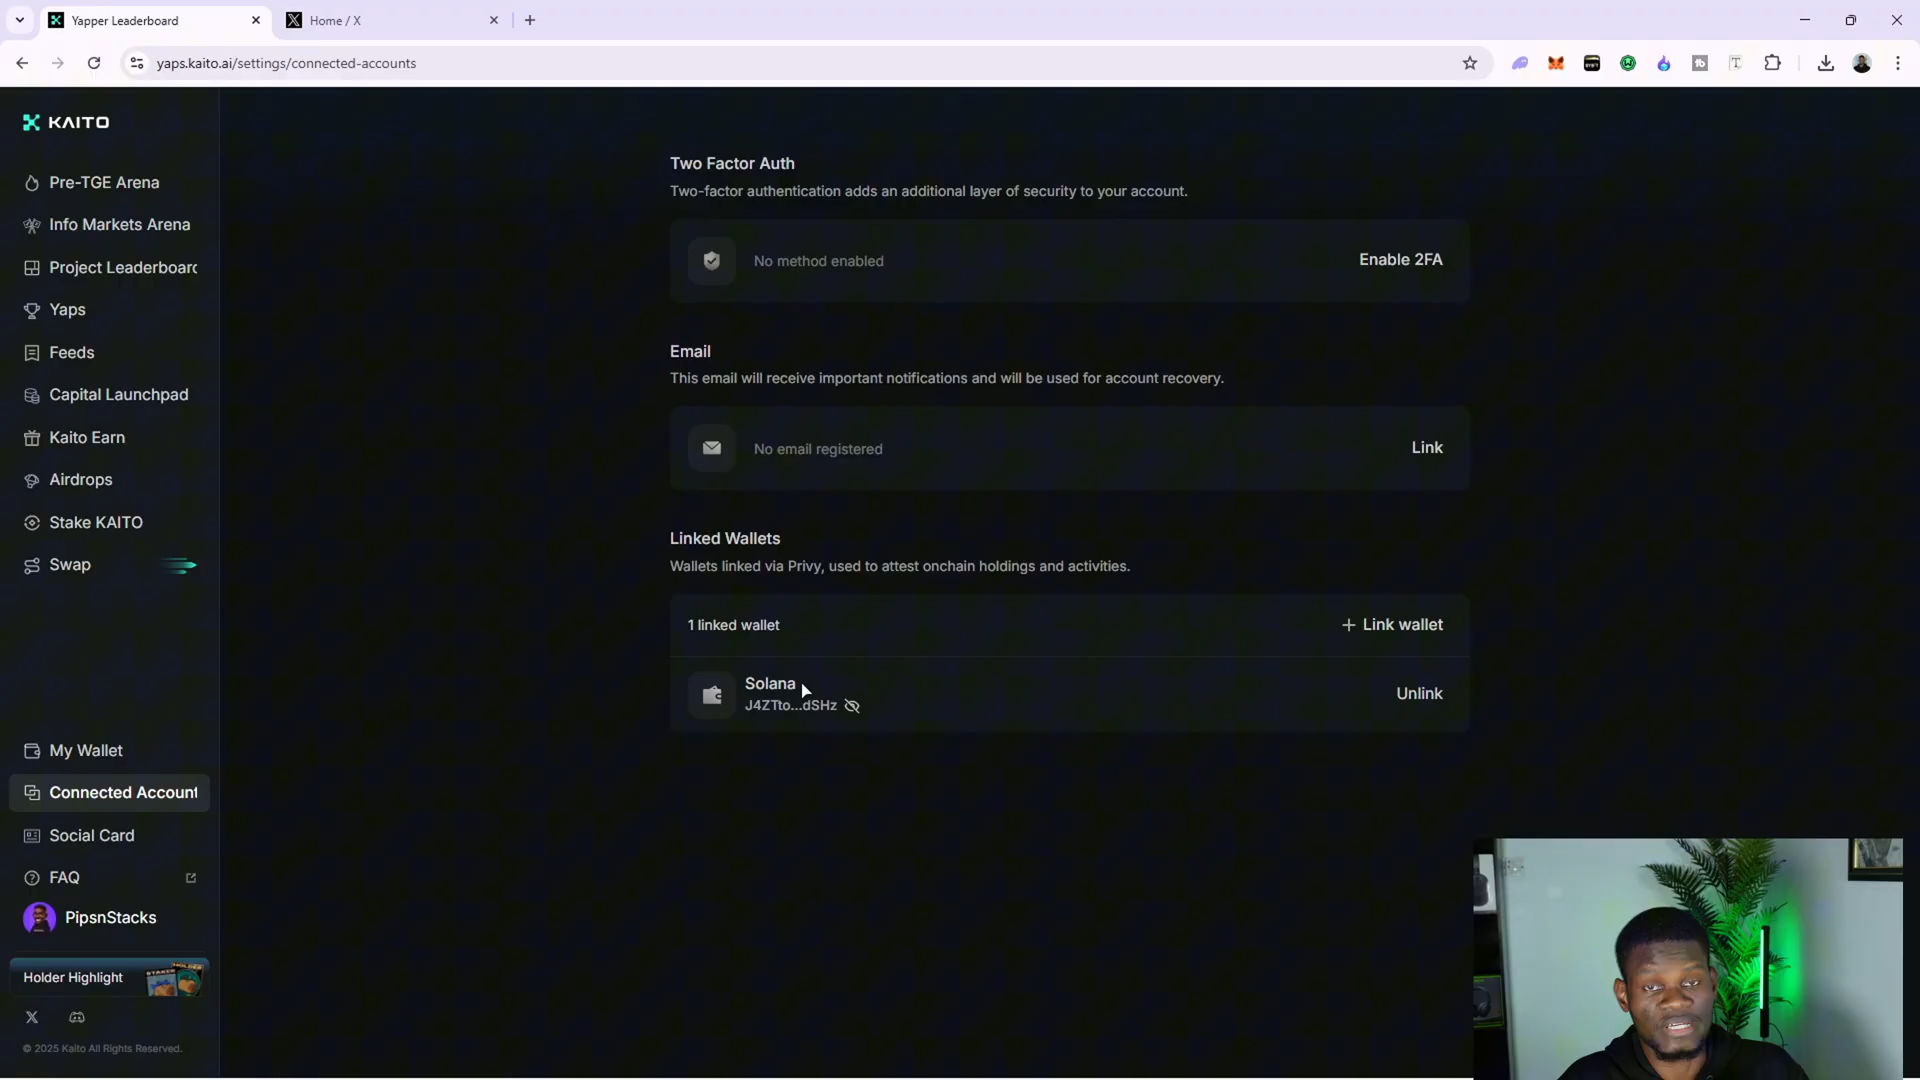 Yapper Leaderboard
Home / X
yaps.kaito.ai/settings/connected-accounts
KAITO
Pre-TGE Arena
Info Markets Arena
Project Leaderboard
Yaps
Feeds
Capital Launchpad
Kaito Earn
Airdrops
Stake KAITO
Swap
My Wallet
Connected Account
Social Card
FAQ
PipsnStacks
Holder Highlight
© 2025 Kaito All Rights Reserved.
Two Factor Auth
Two-factor authentication adds an additional layer of security to your account.
No method enabled
Enable 2FA
Email
This email will receive important notifications and will be used for account recovery.
No email registered
Link
Linked Wallets
Wallets linked via Privy, used to attest onchain holdings and activities.
1 linked wallet
+ Link wallet
Solana
J4ZTto...dSHz
Unlink